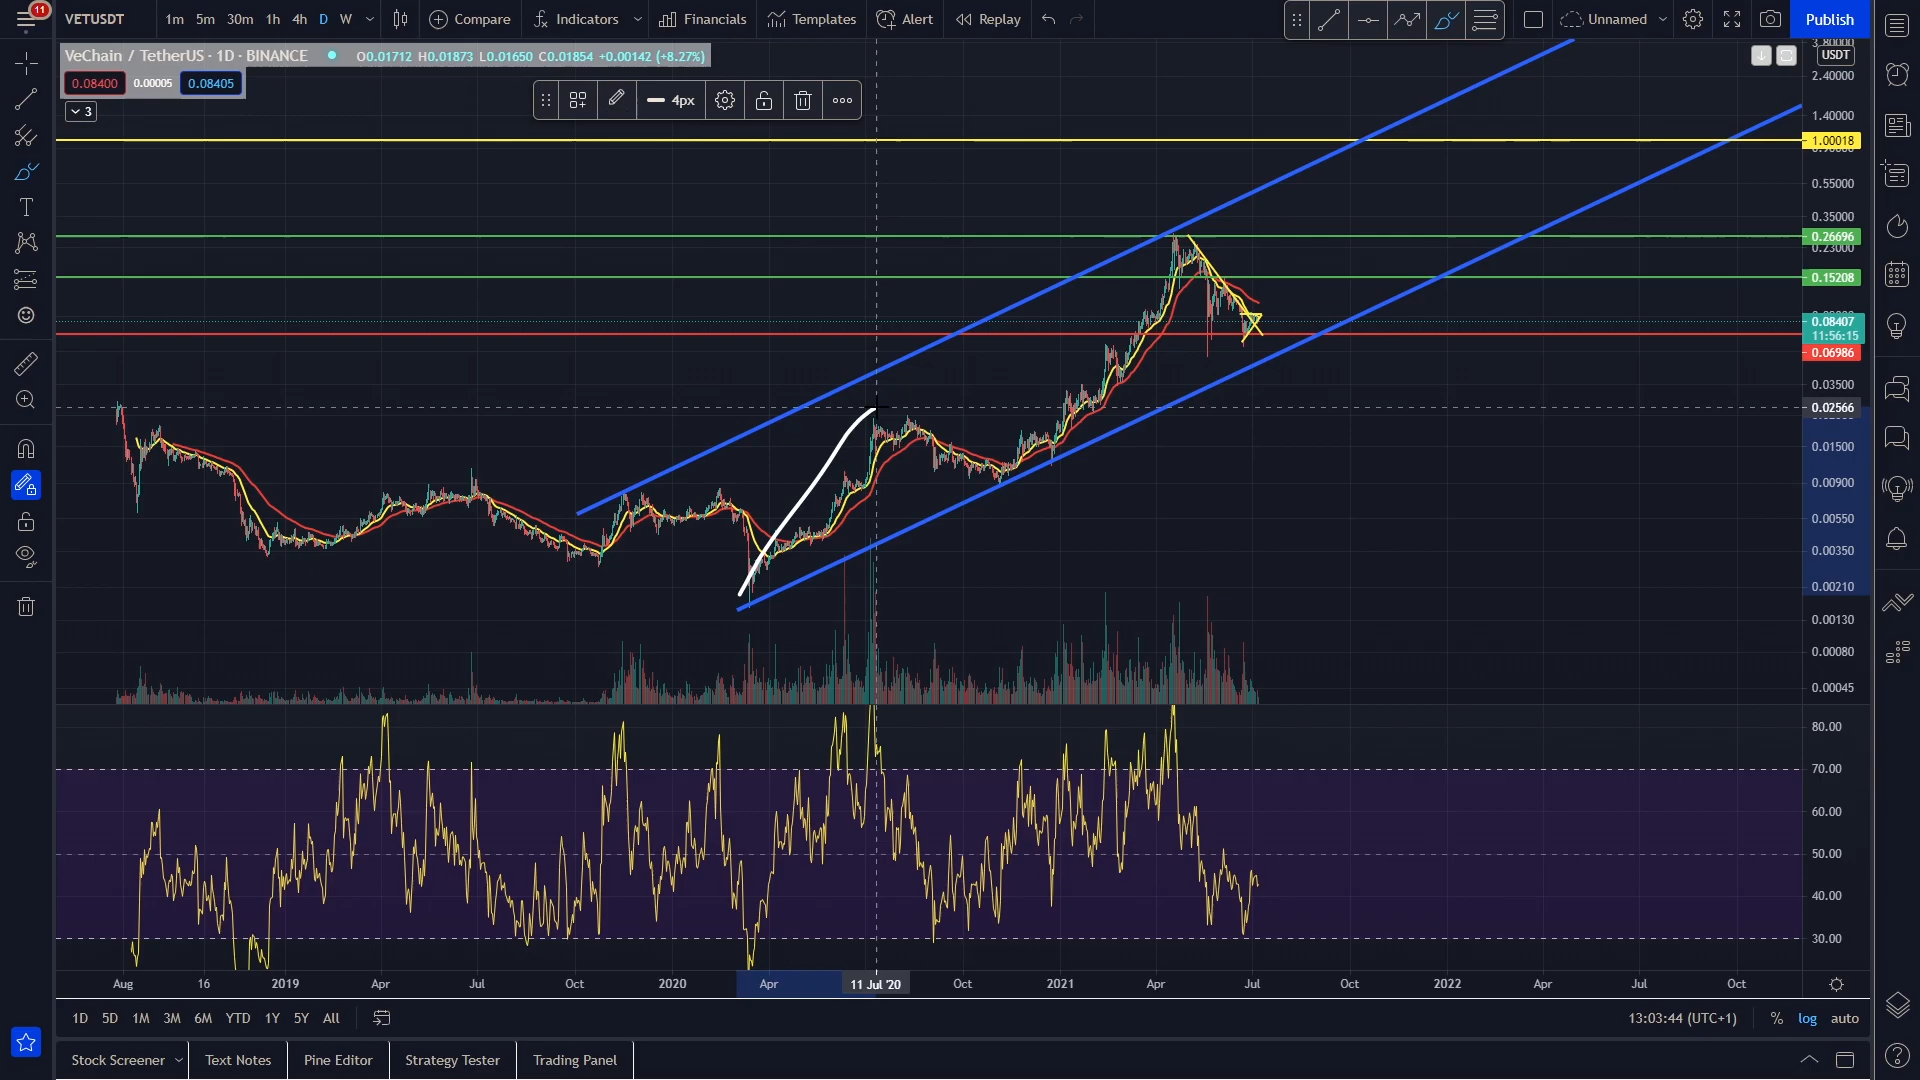 11
VETUSDT
1m 5m 30m 1h 4h D W
Compare
Indicators
Financials
Templates
Alert
Replay
Unnamed
Publish
VeChain / TetherUS · 1D · BINANCE
O0.01712 H0.01873 L0.01650 C0.01854 +0.00142 (+8.27%)
0.08400 0.00005 0.08405
3
4px
USDT
2.40000
1.40000
1.00018
0.55000
0.35000
0.26696
0.23000
0.15208
0.08407
11:56:15
0.06986
0.03500
0.02566
0.01500
0.00900
0.00550
0.00350
0.00210
0.00130
0.00080
0.00045
80.00
70.00
60.00
50.00
40.00
30.00
Aug 16 2019 Apr Jul Oct 2020 Apr 11 Jul '20 Oct 2021 Apr Jul Oct 2022 Apr Jul Oct
1D 5D 1M 3M 6M YTD 1Y 5Y All
13:03:44 (UTC+1) % log auto
Stock Screener Text Notes Pine Editor Strategy Tester Trading Panel